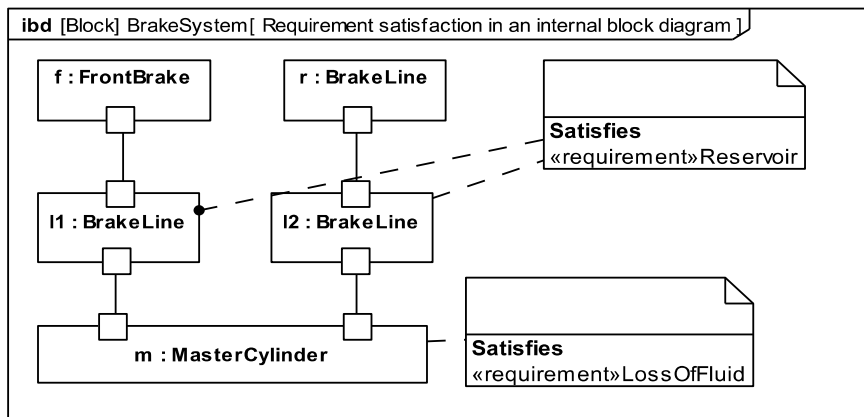 ibd [Block] BrakeSystem[ Requirement satisfaction in an internal block diagram ]
f : FrontBrake
r : BrakeLine
Satisfies
«requirement»Reservoir
l1 : BrakeLine
l2 : BrakeLine
m : MasterCylinder
Satisfies
«requirement»LossOfFluid